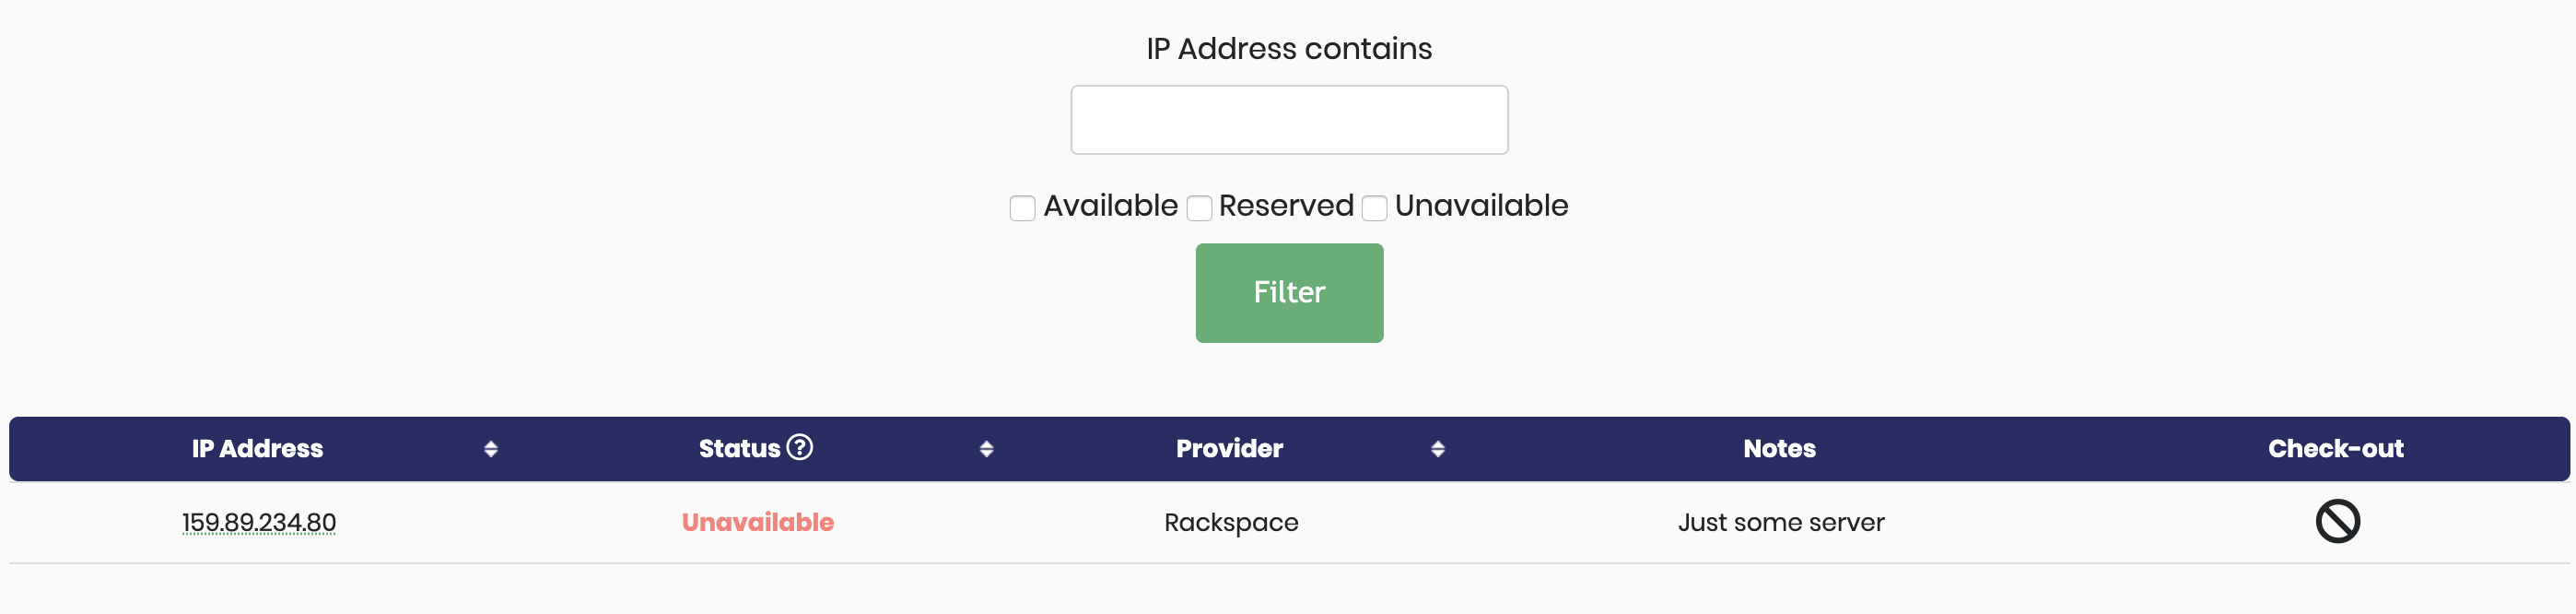 IP Address contains
Available Reserved Unavailable
Filter
IP Address Status ? Provider Notes Check-out
159.89.234.80 Unavailable Rackspace Just some server